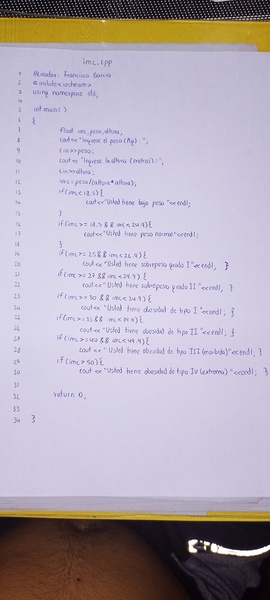 imc.cpp
1 Alexander Francisco Garcia
2 #include<iostream>
3 using namespace std;
4
5 int main()
6 {
7 float imc, peso, altura;
8 cout<<"Ingrese el peso (Kg): ";
9 cin>>peso;
10 cout<< "Ingrese la altura (metros):";
11 cin>>altura;
12 imc= peso/(altura*altura);
13 if(imc<18.5){
14 cout<<"Usted tiene bajo peso "<<endl;
15 }
16 if(imc>= 18.5 && imc<24.9){
17 cout<<"Usted tiene peso normal"<<endl;
18 }
19 if(imc>= 25 && imc<26.9){
20 cout<<"Usted tiene sobrepeso grado I"<<endl; }
21 if(imc>= 27 && imc<29.9){
22 cout<<"Usted tiene sobrepeso grado II"<<endl; }
23 if(imc>=30 && imc<34.9){
24 cout<< "Usted tiene obesidad de tipo I "<<endl; }
25 if(imc>=35 && imc<39.9){
26 cout<< "Usted tiene obesidad de tipo II "<<endl; }
27 if(imc>=40 && imc<49.9){
28 cout<< "Usted tiene obesidad de tipo III (morbida)"<<endl; }
29 if(imc>50){
30 cout<<"Usted tiene obesidad de tipo IV (extrema) "<<endl; }
31
32 return 0;
33
34 }